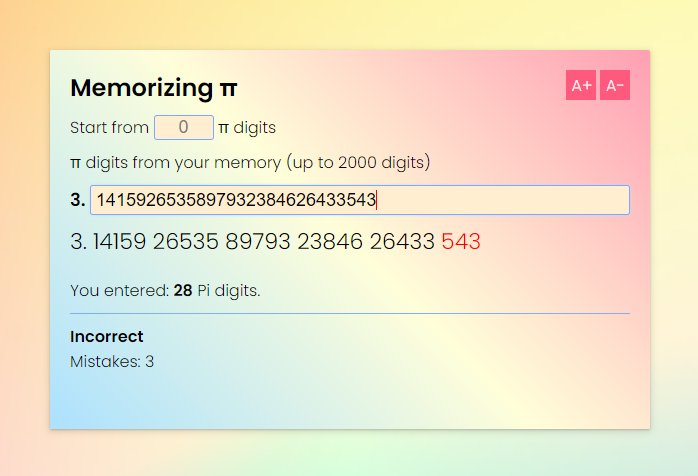 Memorizing π
A+ A-
Start from 0 π digits
π digits from your memory (up to 2000 digits)
3. 1415926535897932384626433543
3. 14159 26535 89793 23846 26433 543
You entered: 28 Pi digits.
Incorrect
Mistakes: 3